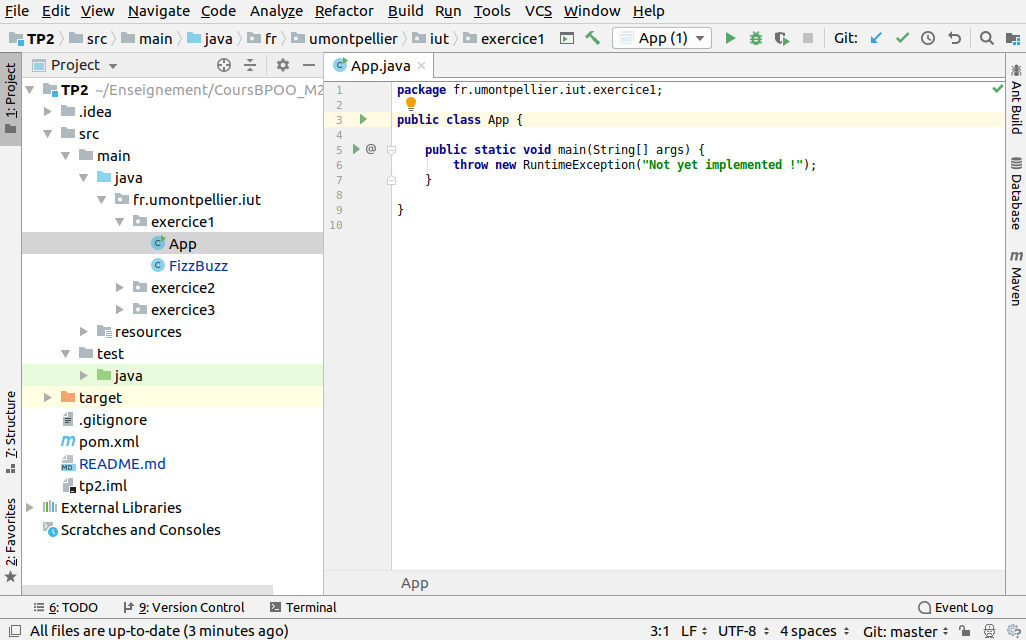 File Edit View Navigate Code Analyze Refactor Build Run Tools VCS Window Help
TP2 src main java fr umontpellier iut exercice1 App (1) Git:
1: Project
7: Structure
2: Favorites
Project
TP2 ~/Enseignement/CoursBPOO_M2
.idea
src
main
java
fr.umontpellier.iut
exercice1
App
FizzBuzz
exercice2
exercice3
resources
test
java
target
.gitignore
pom.xml
README.md
tp2.iml
External Libraries
Scratches and Consoles
App.java
1 package fr.umontpellier.iut.exercice1;
2
3 public class App {
4
5 @ public static void main(String[] args) {
6 throw new RuntimeException("Not yet implemented !");
7 }
8
9 }
10
App
Ant Build
Database
Maven
6: TODO 9: Version Control Terminal Event Log
All files are up-to-date (3 minutes ago) 3:1 LF UTF-8 4 spaces Git: master